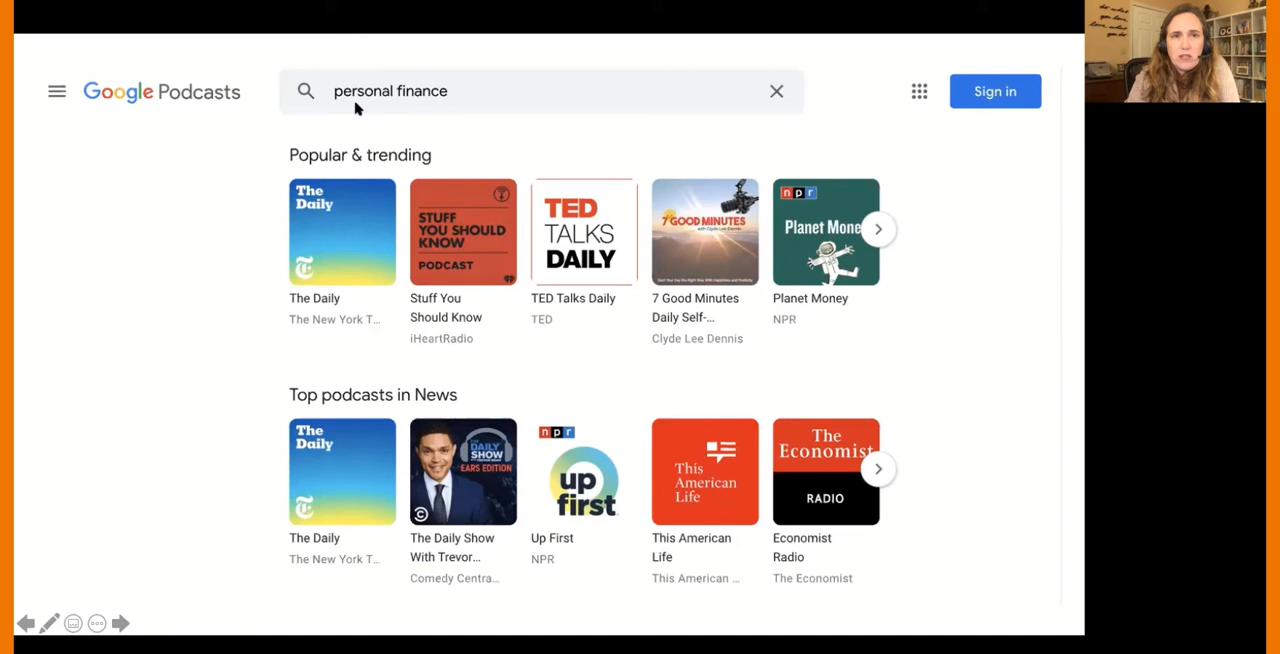 Google Podcasts
personal finance
Sign in
Popular & trending
The
Daily
STUFF
YOU SHOULD
KNOW
PODCAST
TED
TALKS
DAILY
7 GOOD MINUTES
with Clyde Lee Dennis
npr
Planet Mone
The Daily
The New York T...
Stuff You
Should Know
iHeartRadio
TED Talks Daily
TED
7 Good Minutes
Daily Self-...
Clyde Lee Dennis
Planet Money
NPR
Top podcasts in News
The
Daily
THE
DAILY
SHOW
EARS EDITION
npr
up
first
This
American
Life
The
Economist
RADIO
The Daily
The New York T...
The Daily Show
With Trevor...
Comedy Centra...
Up First
NPR
This American
Life
This American ...
Economist
Radio
The Economist